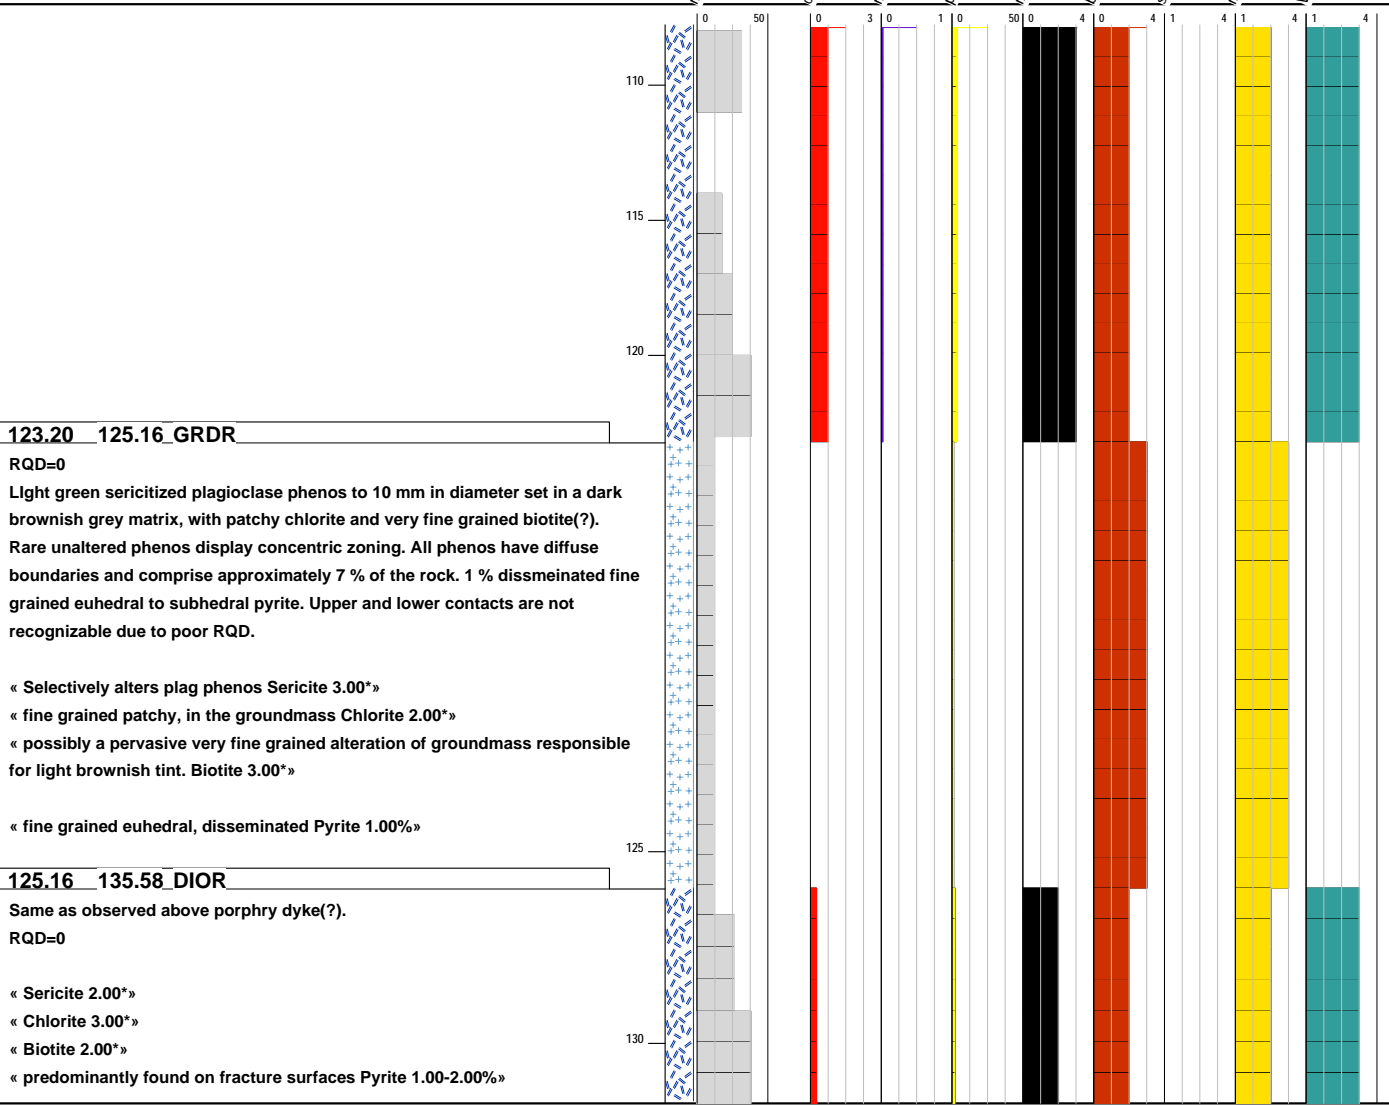 0 50 0 3 0 1 0 50 0 4 0 4 1 4 1 4 1 4
110
115
120
123.20 125.16 GRDR
RQD=0
LIght green sericitized plagioclase phenos to 10 mm in diameter set in a dark
brownish grey matrix, with patchy chlorite and very fine grained biotite(?).
Rare unaltered phenos display concentric zoning. All phenos have diffuse
boundaries and comprise approximately 7 % of the rock. 1 % dissmeinated fine
grained euhedral to subhedral pyrite. Upper and lower contacts are not
recognizable due to poor RQD.
« Selectively alters plag phenos Sericite 3.00*»
« fine grained patchy, in the groundmass Chlorite 2.00*»
« possibly a pervasive very fine grained alteration of groundmass responsible
for light brownish tint. Biotite 3.00*»
« fine grained euhedral, disseminated Pyrite 1.00%»
125
125.16 135.58 DIOR
Same as observed above porphry dyke(?).
RQD=0
« Sericite 2.00*»
« Chlorite 3.00*»
« Biotite 2.00*»
130
« predominantly found on fracture surfaces Pyrite 1.00-2.00%»